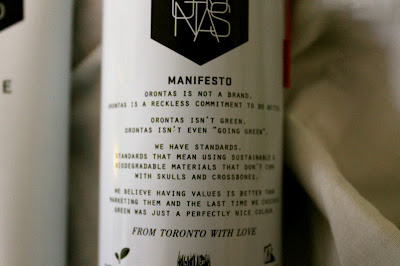 NTAS
MANIFESTO
ORONTAS IS NOT A BRAND.
ORONTAS IS A RECKLESS COMMITMENT TO DO BETTER.
ORONTAS ISN'T GREEN.
ORONTAS ISN'T EVEN "GOING GREEN".
WE HAVE STANDARDS.
STANDARDS THAT MEAN USING SUSTAINABLE &
BIODEGRADABLE MATERIALS THAT DON'T COME
WITH SKULLS AND CROSSBONES.
WE BELIEVE HAVING VALUES IS BETTER THAN
MARKETING THEM AND THE LAST TIME WE CHECKED
GREEN WAS JUST A PERFECTLY NICE COLOUR.
FROM TORONTO WITH LOVE
E